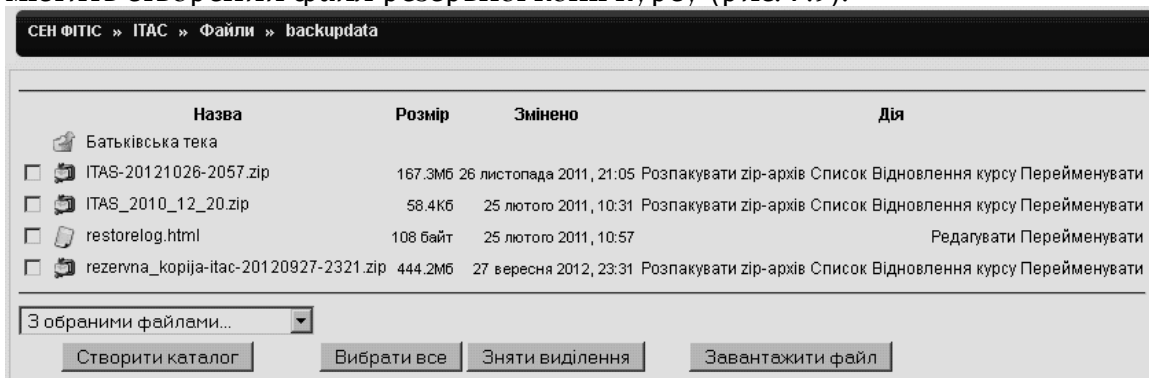 СЕН ФІТІС » ІТАС » Файли » backupdata
Назва Розмір Змінено Дія
Батьківська тека
ITAS-20121026-2057.zip 167.3Мб 26 листопада 2011, 21:05 Розпакувати zip-архів Список Відновлення курсу Перейменувати
ITAS_2010_12_20.zip 58.4Кб 25 лютого 2011, 10:31 Розпакувати zip-архів Список Відновлення курсу Перейменувати
restorelog.html 108 байт 25 лютого 2011, 10:57 Редагувати Перейменувати
rezervna_kopija-itac-20120927-2321.zip 444.2Мб 27 вересня 2012, 23:31 Розпакувати zip-архів Список Відновлення курсу Перейменувати
З обраними файлами...
Створити каталог Вибрати все Зняти виділення Завантажити файл